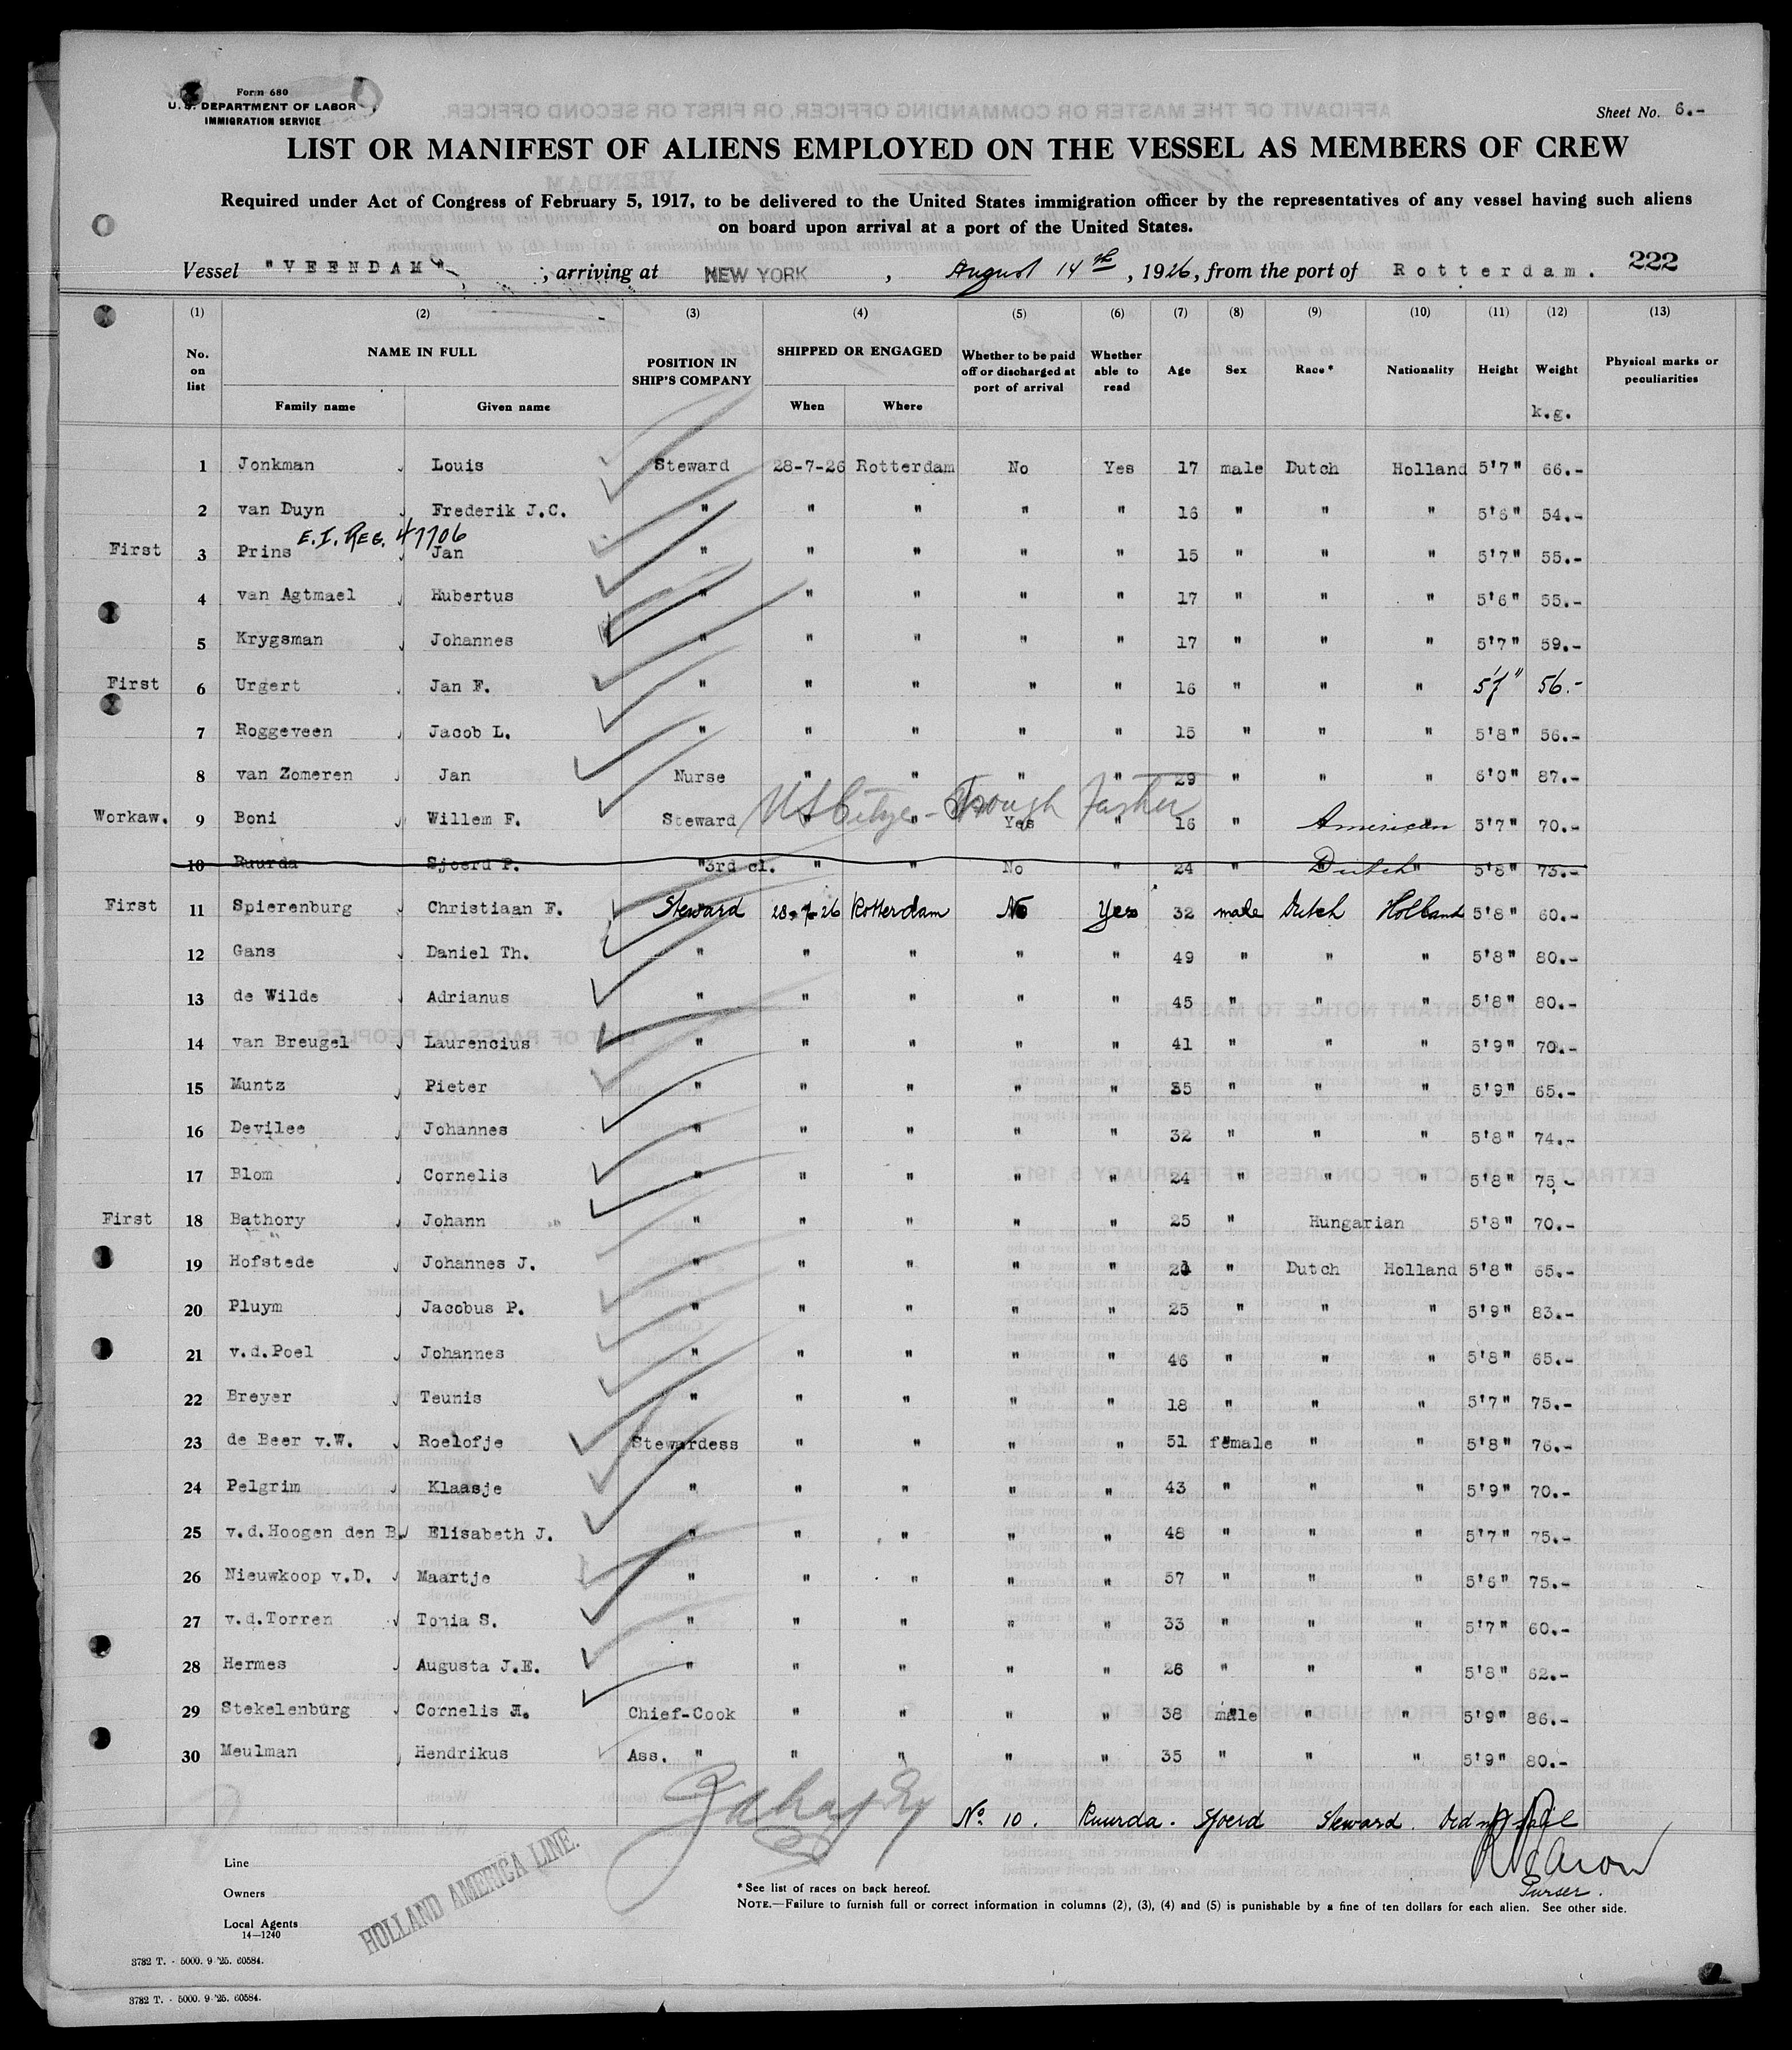 Form 680
U. S. DEPARTMENT OF LABOR
IMMIGRATION SERVICE
Sheet No. 6.-
LIST OR MANIFEST OF ALIENS EMPLOYED ON THE VESSEL AS MEMBERS OF CREW
Required under Act of Congress of February 5, 1917, to be delivered to the United States immigration officer by the representatives of any vessel having such aliens
on board upon arrival at a port of the United States.
Vessel "VEENDAM", arriving at NEW YORK, August 14th, 1926, from the port of Rotterdam. 222
(1) (2) (3) (4) (5) (6) (7) (8) (9) (10) (11) (12) (13)
No. on list NAME IN FULL Family name Given name POSITION IN SHIP'S COMPANY SHIPPED OR ENGAGED When Where Whether to be paid off or discharged at port of arrival Whether able to read Age Sex Race* Nationality Height Weight k.g. Physical marks or peculiarities
1 Jonkman Louis Steward 28-7-26 Rotterdam No Yes 17 male Dutch Holland 5'7" 66.-
2 van Duyn Frederik J.C. " " " " " 16 " " " 5'6" 54.-
E.I. REG. 47706
First 3 Prins Jan " " " " " 15 " " " 5'7" 55.-
4 van Agtmael Hubertus " " " " " 17 " " " 5'6" 55.-
5 Krygsman Johannes " " " " " 17 " " " 5'7" 59.-
First 6 Urgert Jan F. " " " " " 16 " " " 5'7" 56.-
7 Roggeveen Jacob L. " " " " " 15 " " " 5'8" 56.-
8 van Zomeren Jan Nurse " " " " 29 " " " 6'0" 87.-
Workaw. 9 Boni Willem F. Steward " " Yes " 16 " American 5'7" 70.-
10 Ruurda Sjoerd P. "3rd cl. " " No " 24 " Dutch " 5'8" 73.-
First 11 Spierenburg Christiaan F. Steward 28-7-26 Rotterdam No Yes 32 male Dutch Holland 5'8" 60.-
12 Gans Daniel Th. " " " " " 49 " " " 5'8" 80.-
13 de Wilde Adrianus " " " " " 45 " " " 5'8" 80.-
14 van Breugel Laurencius " " " " " 41 " " " 5'9" 70.-
15 Muntz Pieter " " " " " 35 " " " 5'9" 65.-
16 Devilee Johannes " " " " " 32 " " " 5'8" 74.-
17 Blom Cornelis " " " " " 24 " " " 5'8" 75.-
First 18 Bathory Johann " " " " " 25 " Hungarian 5'8" 70.-
19 Hofstede Johannes J. " " " " " " Dutch Holland 5'8" 65.-
20 Pluym Jacobus P. " " " " " 25 " " " 5'9" 83.-
21 v.d.Poel Johannes " " " " " 46 " " " 5'8" 65.-
22 Breyer Teunis " " " " " 18 " " " 5'7" 75.-
23 de Beer v.W. Roelofje Stewardess " " " " 51 female " " 5'8" 76.-
24 Pelgrim Klaasje " " " " " 43 " " " 5'9" 70.-
25 v.d.Hoogen den B. Elisabeth J. " " " " " 48 " " " 5'7" 75.-
26 Nieuwkoop v.D. Maartje " " " " " 57 " " " 5'6" 75.-
27 v.d.Torren Tonia S. " " " " " 33 " " " 5'7" 60.-
28 Hermes Augusta J.E. " " " " " 26 " " " 5'8" 62.-
29 Stekelenburg Cornelis H. Chief-Cook " " " " 38 male " " 5'9" 86.-
30 Meulman Hendrikus Ass. " " " " " 35 " " " 5'9" 80.-
No 10. Ruurda. Sjoerd Steward. Did not sail
Purser.
Line
Owners
Local Agents
14—1240
HOLLAND AMERICA LINE.
* See list of races on back hereof.
NOTE.—Failure to furnish full or correct information in columns (2), (3), (4) and (5) is punishable by a fine of ten dollars for each alien. See other side.
3782 T. - 5000. 9 '25. 60584.
3782 T. - 5000. 9 '25. 60584.